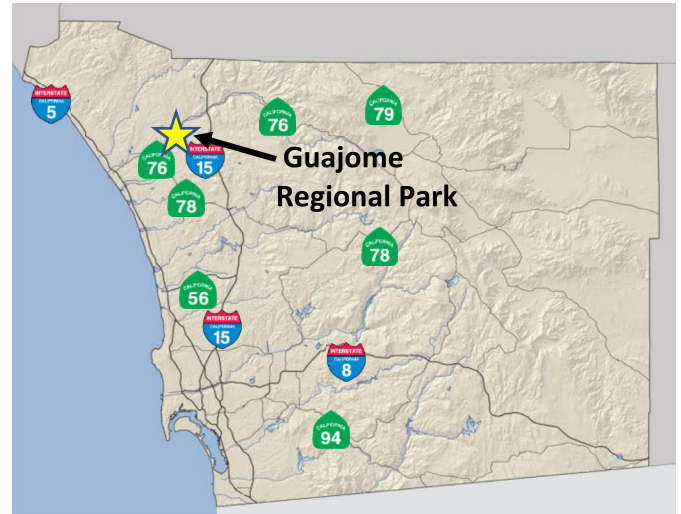 INTERSTATE
CALIFORNIA
5
CALIFORNIA
76
CALIFORNIA
79
Guajome
Regional Park
CALIFORNIA
76
INTERSTATE
CALIFORNIA
15
CALIFORNIA
78
CALIFORNIA
78
CALIFORNIA
56
INTERSTATE
CALIFORNIA
15
INTERSTATE
CALIFORNIA
8
CALIFORNIA
94